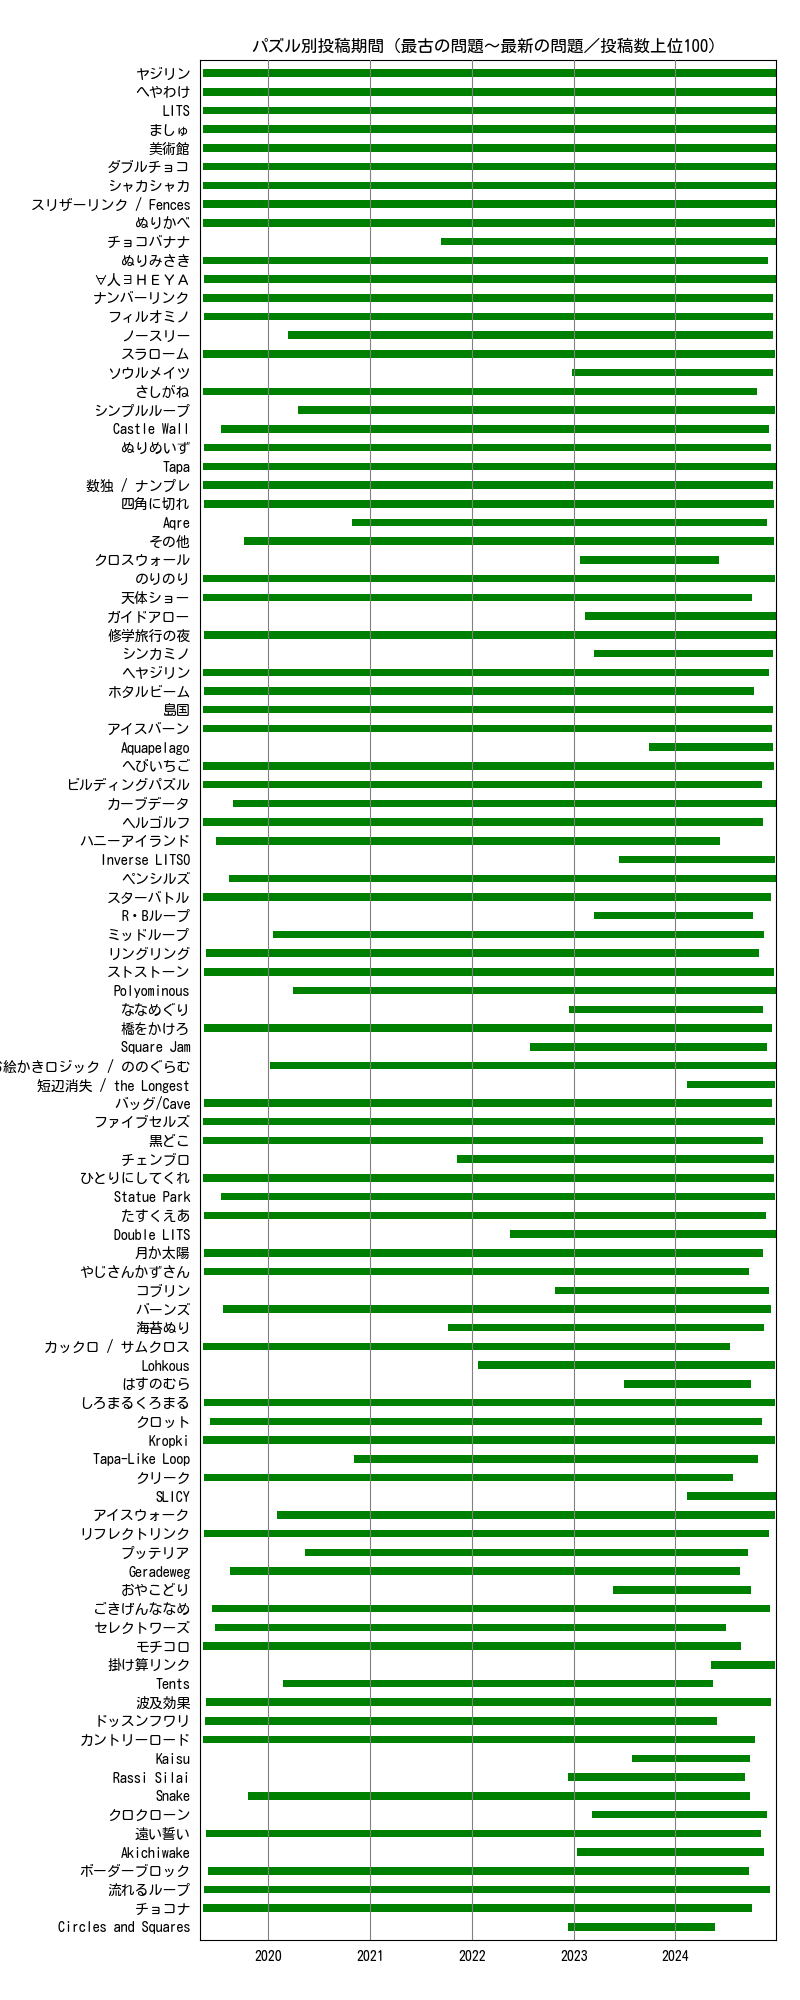 パズル別投稿期間（最古の問題～最新の問題／投稿数上位100）
ヤジリン
へやわけ
LITS
ましゅ
美術館
ダブルチョコ
シャカシャカ
スリザーリンク / Fences
ぬりかべ
チョコバナナ
ぬりみさき
∀人∃ＨＥＹＡ
ナンバーリンク
フィルオミノ
ノースリー
スラローム
ソウルメイツ
さしがね
シンプルループ
Castle Wall
ぬりめいず
Tapa
数独 / ナンプレ
四角に切れ
Aqre
その他
クロスウォール
のりのり
天体ショー
ガイドアロー
修学旅行の夜
シンカミノ
ヘヤジリン
ホタルビーム
島国
アイスバーン
Aquapelago
へびいちご
ビルディングパズル
カーブデータ
ヘルゴルフ
ハニーアイランド
Inverse LITSO
ペンシルズ
スターバトル
R・Bループ
ミッドループ
リングリング
ストストーン
Polyominous
ななめぐり
橋をかけろ
Square Jam
絵かきロジック / ののぐらむ
短辺消失 / the Longest
バッグ/Cave
ファイブセルズ
黒どこ
チェンブロ
ひとりにしてくれ
Statue Park
たすくえあ
Double LITS
月か太陽
やじさんかずさん
コブリン
バーンズ
海苔ぬり
カックロ / サムクロス
Lohkous
はすのむら
しろまるくろまる
クロット
Kropki
Tapa-Like Loop
クリーク
SLICY
アイスウォーク
リフレクトリンク
プッテリア
Geradeweg
おやこどり
ごきげんななめ
セレクトワーズ
モチコロ
掛け算リンク
Tents
波及効果
ドッスンフワリ
カントリーロード
Kaisu
Rassi Silai
Snake
クロクローン
遠い誓い
Akichiwake
ボーダーブロック
流れるループ
チョコナ
Circles and Squares
2020 2021 2022 2023 2024